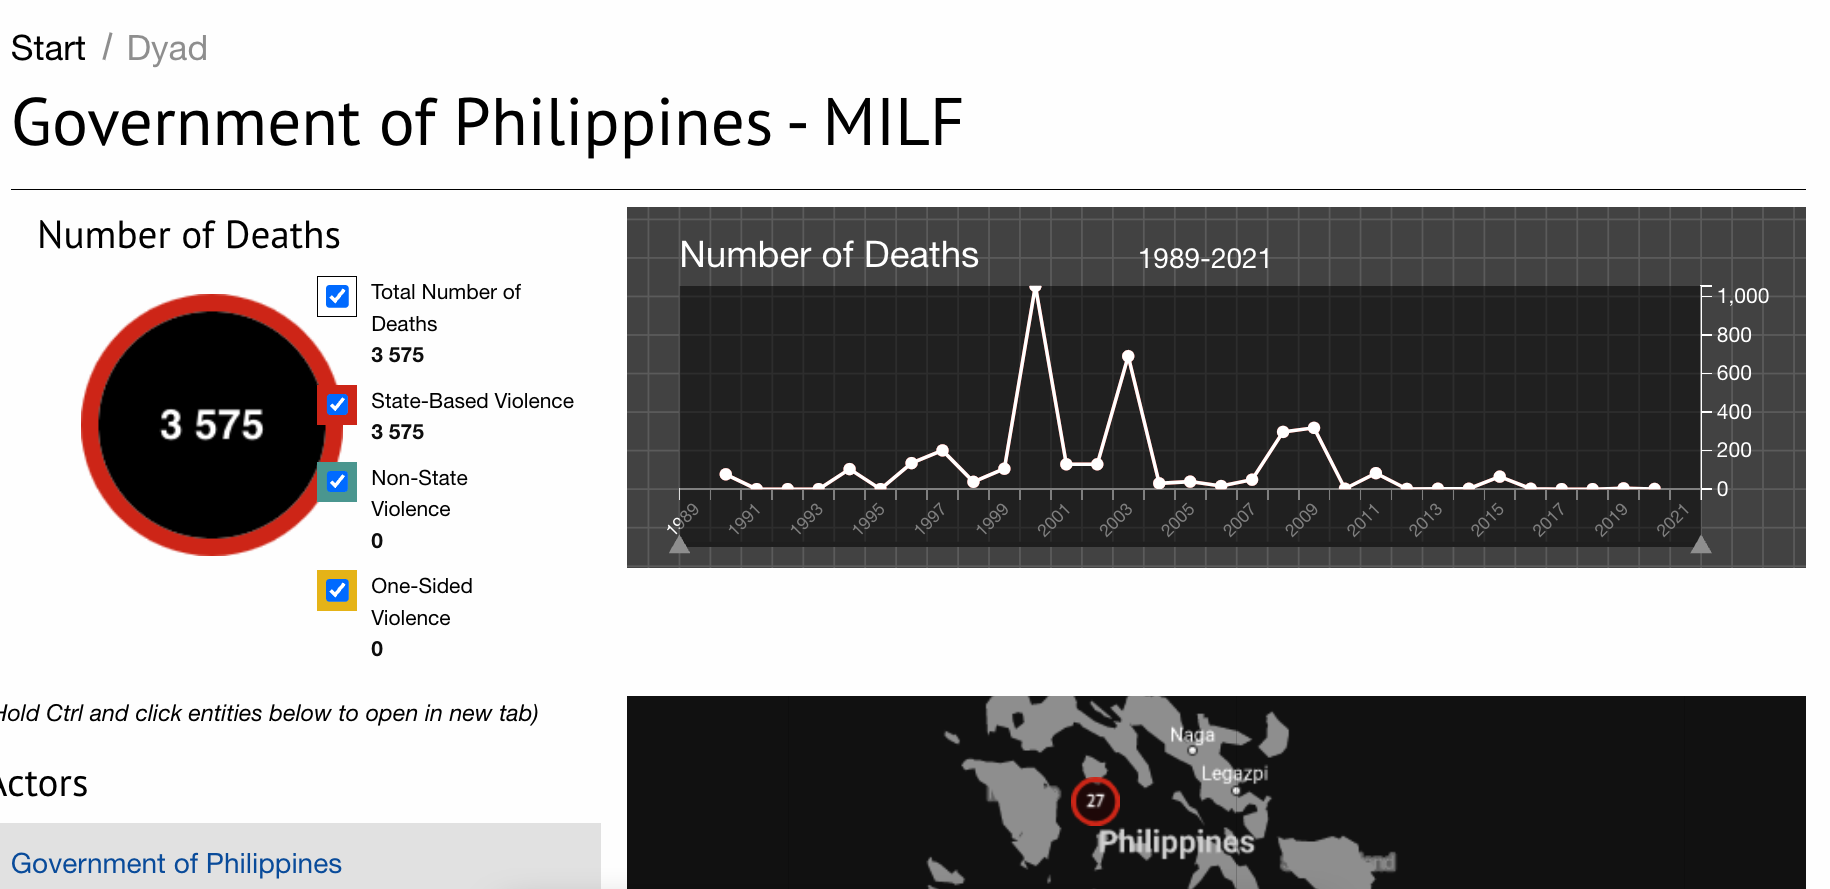 Start / Dyad
Government of Philippines - MILF
Number of Deaths
3 575
Total Number of
Deaths
3 575
State-Based Violence
3 575
Non-State
Violence
0
One-Sided
Violence
0
Number of Deaths 1989-2021
1,000
800
600
400
200
0
1989 1991 1993 1995 1997 1999 2001 2003 2005 2007 2009 2011 2013 2015 2017 2019 2021
Hold Ctrl and click entities below to open in new tab)
Actors
Government of Philippines
Naga
Legazpi
27
Philippines